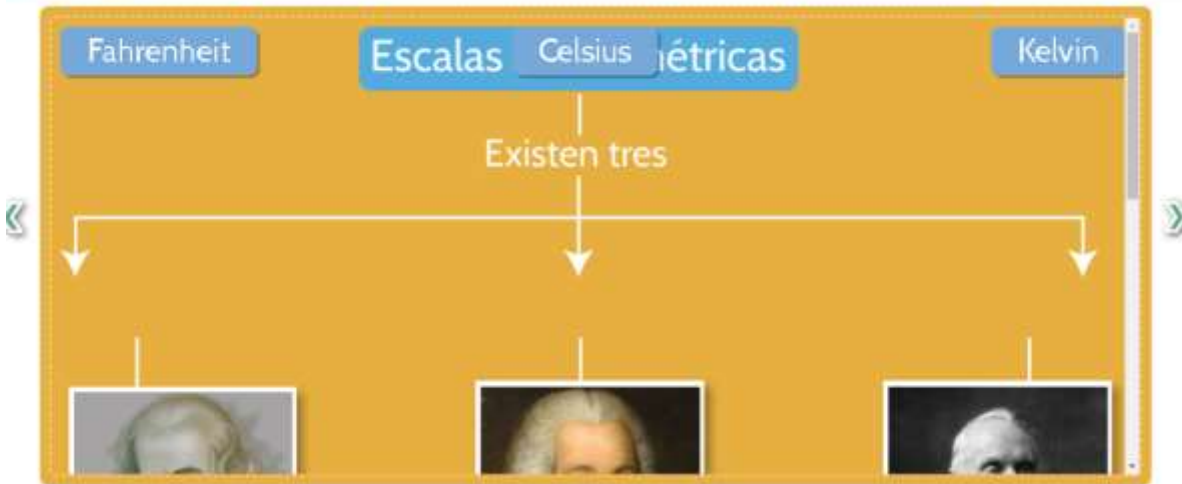 Fahrenheit
Escalas
Celsius
étricas
Kelvin
Existen tres